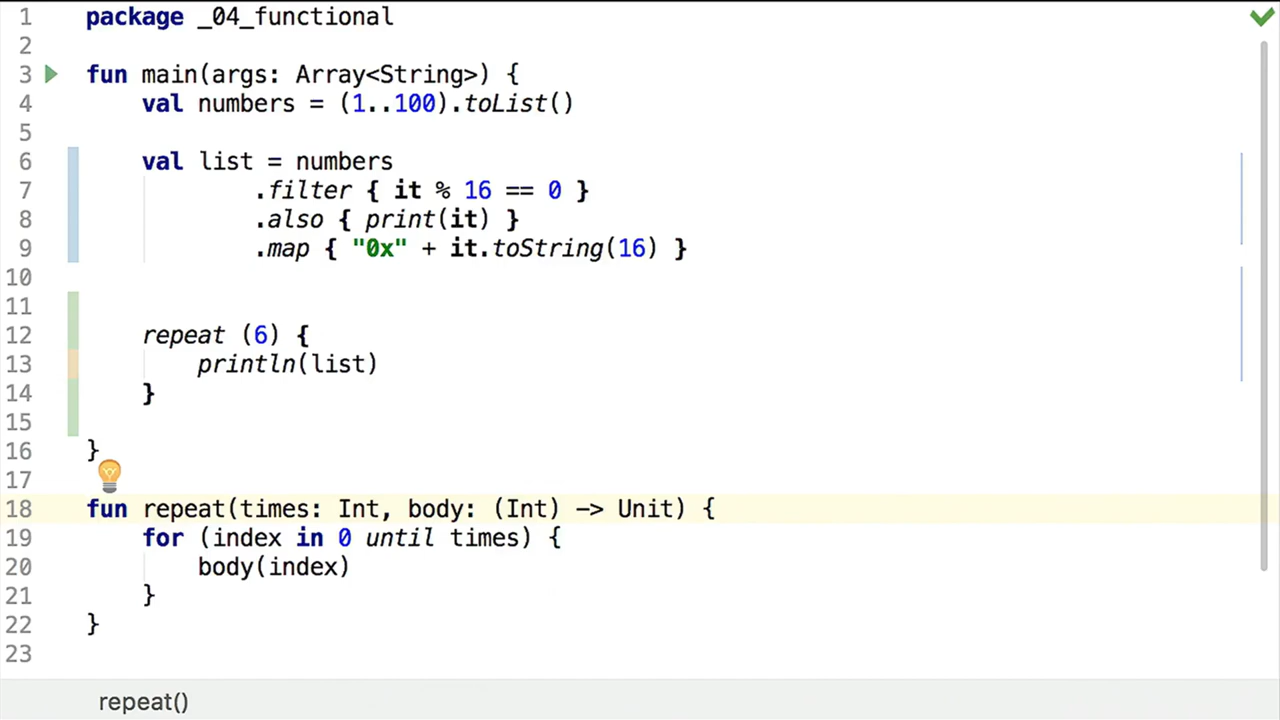 1 package _04_functional
2
3 fun main(args: Array<String>) {
4     val numbers = (1..100).toList()
5
6     val list = numbers
7             .filter { it % 16 == 0 }
8             .also { print(it) }
9             .map { "0x" + it.toString(16) }
10
11
12     repeat (6) {
13         println(list)
14     }
15
16 }
17
18 fun repeat(times: Int, body: (Int) -> Unit) {
19     for (index in 0 until times) {
20         body(index)
21     }
22 }
23
repeat()